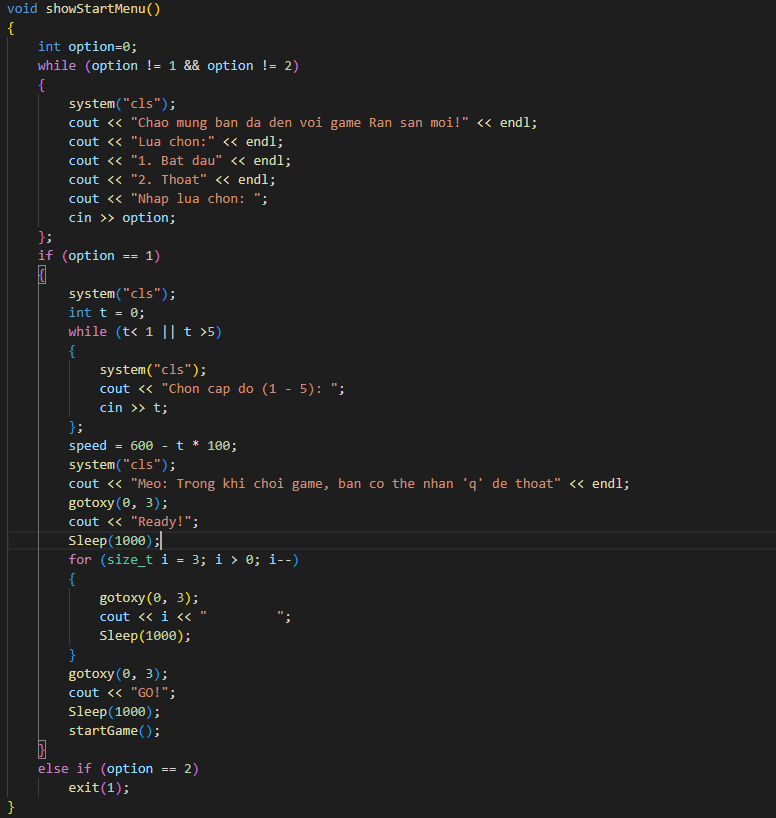 void showStartMenu()
{
    int option=0;
    while (option != 1 && option != 2)
    {
        system("cls");
        cout << "Chao mung ban da den voi game Ran san moi!" << endl;
        cout << "Lua chon:" << endl;
        cout << "1. Bat dau" << endl;
        cout << "2. Thoat" << endl;
        cout << "Nhap lua chon: ";
        cin >> option;
    };
    if (option == 1)
    {
        system("cls");
        int t = 0;
        while (t< 1 || t >5)
        {
            system("cls");
            cout << "Chon cap do (1 - 5): ";
            cin >> t;
        };
        speed = 600 - t * 100;
        system("cls");
        cout << "Meo: Trong khi choi game, ban co the nhan 'q' de thoat" << endl;
        gotoxy(0, 3);
        cout << "Ready!";
        Sleep(1000);
        for (size_t i = 3; i > 0; i--)
        {
            gotoxy(0, 3);
            cout << i << "         ";
            Sleep(1000);
        }
        gotoxy(0, 3);
        cout << "GO!";
        Sleep(1000);
        startGame();
    }
    else if (option == 2)
        exit(1);
}